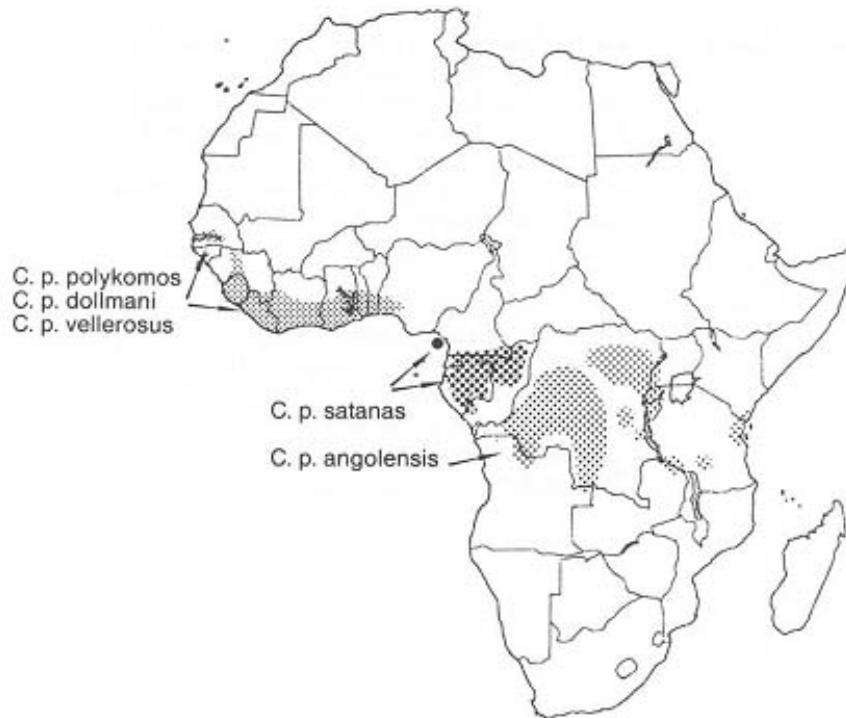 C. p. polykomos
C. p. dollmani
C. p. vellerosus
C. p. satanas
C. p. angolensis